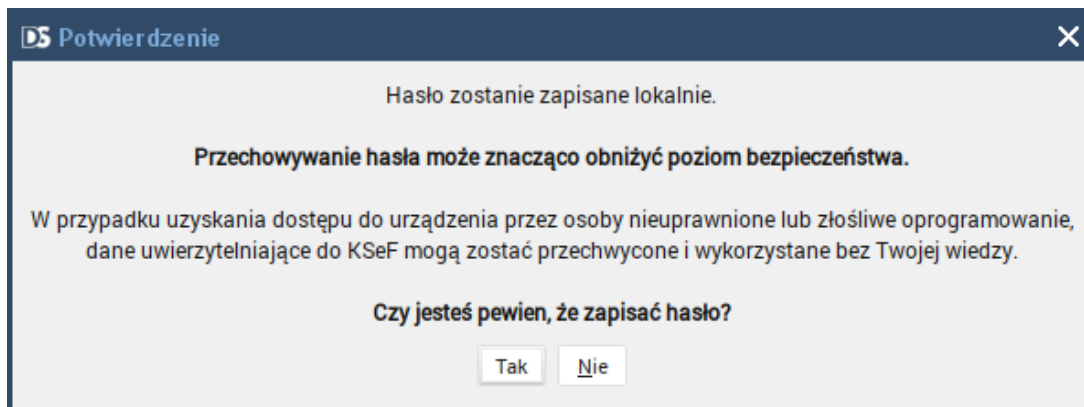 DS Potwierdzenie
Hasło zostanie zapisane lokalnie.
Przechowywanie hasła może znacząco obniżyć poziom bezpieczeństwa.
W przypadku uzyskania dostępu do urządzenia przez osoby nieuprawnione lub złośliwe oprogramowanie,
dane uwierzytelniające do KSeF mogą zostać przechwycone i wykorzystane bez Twojej wiedzy.
Czy jesteś pewien, że zapisać hasło?
Tak Nie